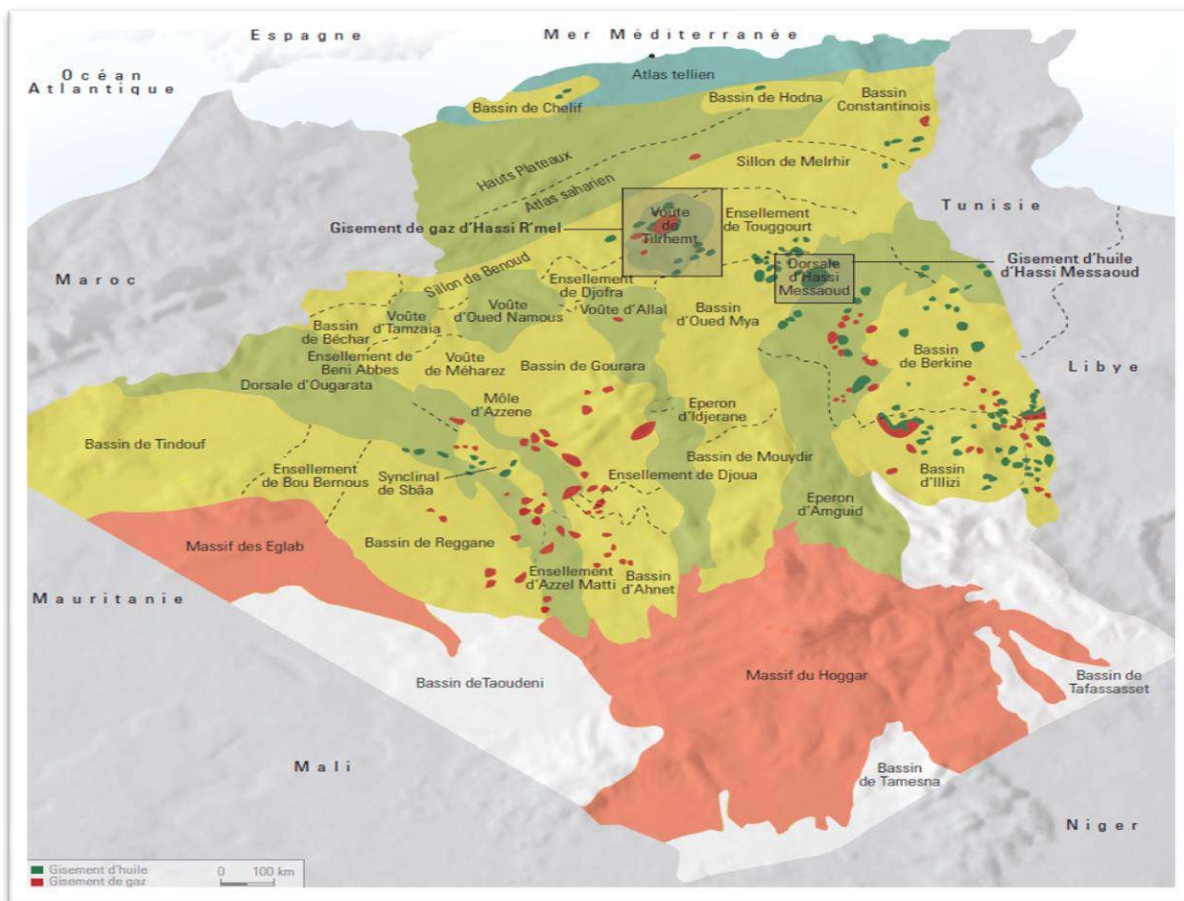 Espagne
Mer Méditerranée
Océan
Atlantique
Atlas tellien
Bassin de Chelif
Bassin de Hodna
Bassin
Constantinois
Hauts Plateaux
Atlas saharien
Sillon de Melrhir
Tunisie
Voûte
de
Tilrhemt
Ensellement
de Touggourt
Gisement de gaz d'Hassi R'mel
Maroc
Sillon de Benoud
Ensellement
de Djofra
Dorsale
d'Hassi
Messaoud
Gisement d'huile
d'Hassi Messaoud
Bassin
de Béchar
Voûte
d'Tamzaia
Voûte
d'Oued Namous
Voûte d'Allal
Bassin
d'Oued Mya
Ensellement de
Beni Abbes
Voûte
de Méharez
Bassin de Gourara
Bassin
de Berkine
Libye
Dorsale d'Ougarata
Môle
d'Azzene
Eperon
d'Idjerane
Bassin de Tindouf
Ensellement
de Bou Bernous
Synclinal
de Sbâa
Bassin de Mouydir
Ensellement de Djoua
Bassin
d'Illizi
Eperon
d'Amguid
Massif des Eglab
Bassin de Reggane
Ensellement
d'Azzel Matti
Bassin
d'Ahnet
Mauritanie
Bassin deTaoudeni
Massif du Hoggar
Bassin de
Tafassasset
Mali
Bassin
de Tamesna
Niger
Gisement d'huile
Gisement de gaz
0 100 km